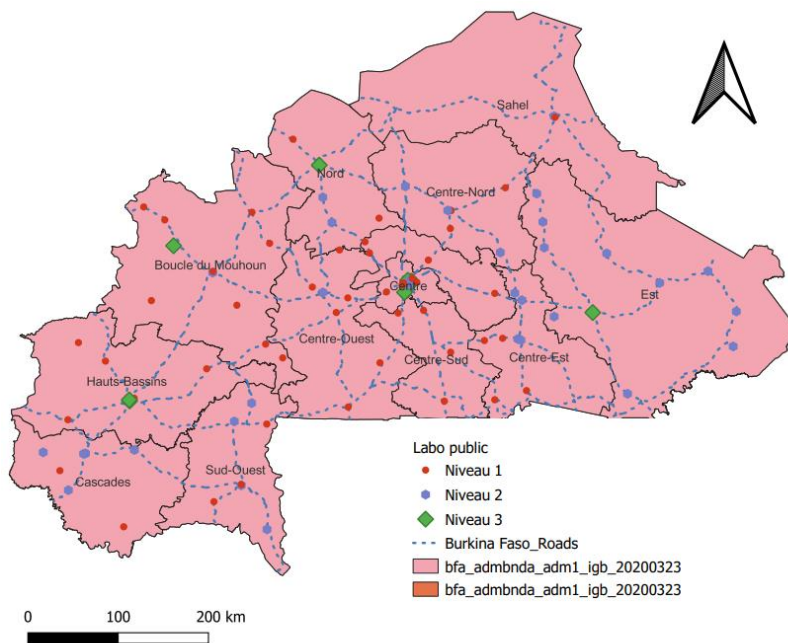 Sahel
Nord
Centre-Nord
Boucle du Mouhoun
Centre
Est
Centre-Ouest
Centre-Sud
Centre-Est
Hauts-Bassins
Sud-Ouest
Cascades
Labo public
Niveau 1
Niveau 2
Niveau 3
Burkina Faso_Roads
bfa_admbnda_adm1_igb_20200323
bfa_admbnda_adm1_igb_20200323
0 100 200 km